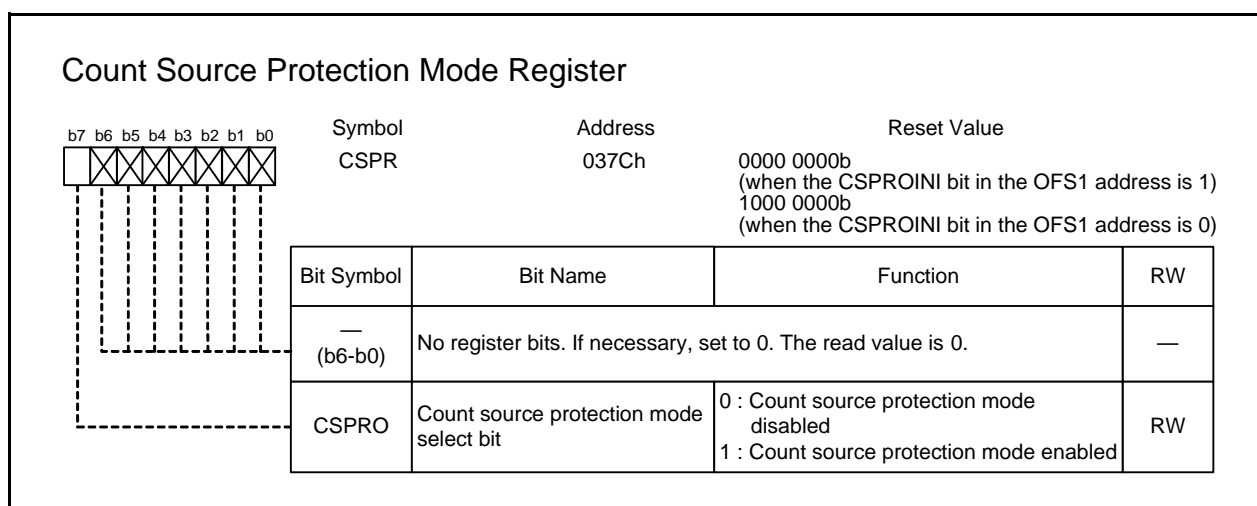 Count Source Protection Mode Register
b7 b6 b5 b4 b3 b2 b1 b0
Symbol Address Reset Value
CSPR 037Ch 0000 0000b
(when the CSPROINI bit in the OFS1 address is 1)
1000 0000b
(when the CSPROINI bit in the OFS1 address is 0)
Bit Symbol Bit Name Function RW
—
(b6-b0)
No register bits. If necessary, set to 0. The read value is 0.
—
CSPRO
Count source protection mode
select bit
0 : Count source protection mode
disabled
1 : Count source protection mode enabled
RW